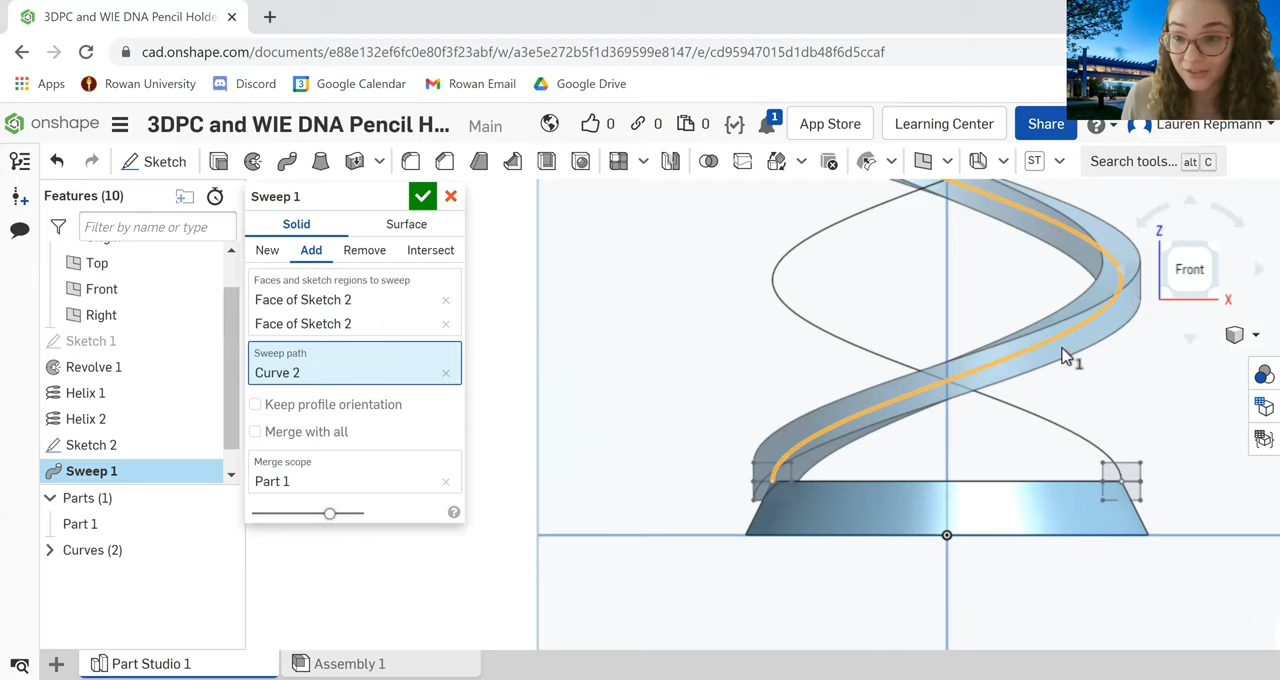 3DPC and WIE DNA Pencil Holde
cad.onshape.com/documents/e88e132ef6fc0e80f3f23abf/w/a3e5e272b5f1d369599e8147/e/cd95947015d1db48f6d5ccaf
Apps Rowan University Discord Google Calendar Rowan Email Google Drive
onshape 3DPC and WIE DNA Pencil H... Main 0 0 0 1 App Store Learning Center Share Lauren Repmann
Sketch ST Search tools... alt C
Features (10)
Filter by name or type
Top
Front
Right
Sketch 1
Revolve 1
Helix 1
Helix 2
Sketch 2
Sweep 1
Parts (1)
Part 1
Curves (2)
Sweep 1
Solid Surface
New Add Remove Intersect
Faces and sketch regions to sweep
Face of Sketch 2
Face of Sketch 2
Sweep path
Curve 2
Keep profile orientation
Merge with all
Merge scope
Part 1
1
Z
Front
X
Part Studio 1 Assembly 1